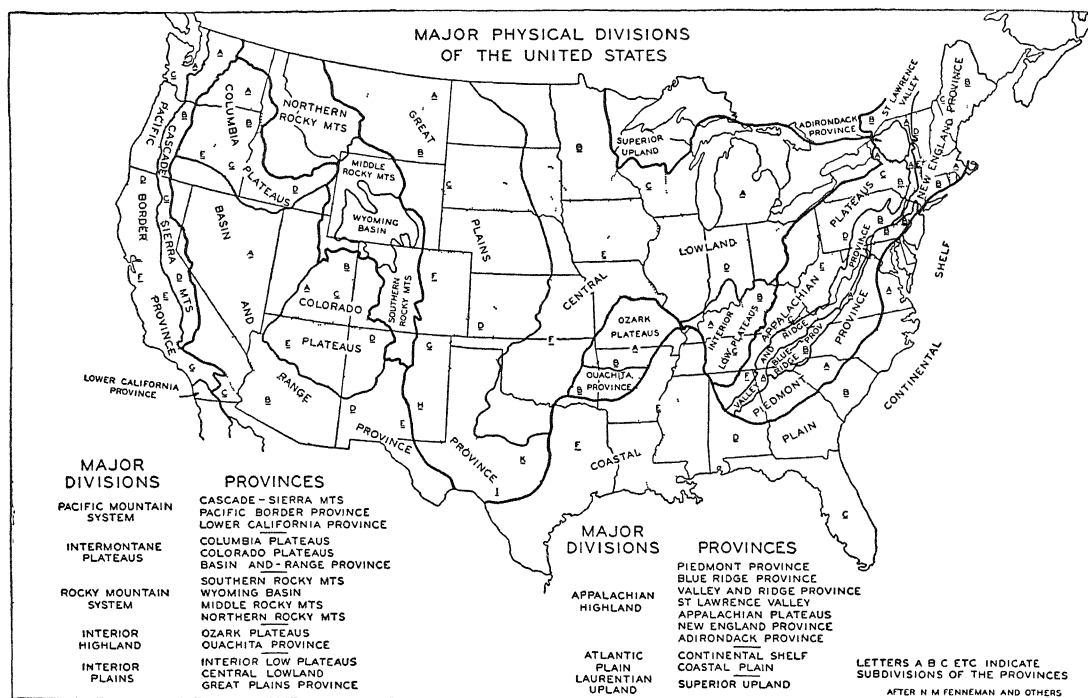 MAJOR PHYSICAL DIVISIONS
OF THE UNITED STATES
PACIFIC
BORDER
PROVINCE
CASCADE
SIERRA
MTS
COLUMBIA
PLATEAUS
NORTHERN
ROCKY MTS
MIDDLE
ROCKY MTS
WYOMING
BASIN
SOUTHERN
ROCKY MTS
GREAT
PLAINS
PROVINCE
BASIN
AND
RANGE
PROVINCE
COLORADO
PLATEAUS
LOWER CALIFORNIA
PROVINCE
SUPERIOR
UPLAND
CENTRAL
LOWLAND
OZARK
PLATEAUS
OUACHITA
PROVINCE
INTERIOR
LOW PLATEAUS
APPALACHIAN
PLATEAUS
VALLEY AND RIDGE
PROVINCE
BLUE
RIDGE PROV
PIEDMONT
PROVINCE
ADIRONDACK
PROVINCE
ST LAWRENCE
VALLEY
NEW ENGLAND PROVINCE
COASTAL
PLAIN
CONTINENTAL
SHELF
MAJOR
DIVISIONS
PROVINCES
PACIFIC MOUNTAIN
SYSTEM
CASCADE-SIERRA MTS
PACIFIC BORDER PROVINCE
LOWER CALIFORNIA PROVINCE
INTERMONTANE
PLATEAUS
COLUMBIA PLATEAUS
COLORADO PLATEAUS
BASIN AND-RANGE PROVINCE
ROCKY MOUNTAIN
SYSTEM
SOUTHERN ROCKY MTS
WYOMING BASIN
MIDDLE ROCKY MTS
NORTHERN ROCKY MTS
INTERIOR
HIGHLAND
OZARK PLATEAUS
OUACHITA PROVINCE
INTERIOR
PLAINS
INTERIOR LOW PLATEAUS
CENTRAL LOWLAND
GREAT PLAINS PROVINCE
MAJOR
DIVISIONS
PROVINCES
APPALACHIAN
HIGHLAND
PIEDMONT PROVINCE
BLUE RIDGE PROVINCE
VALLEY AND RIDGE PROVINCE
ST LAWRENCE VALLEY
APPALACHIAN PLATEAUS
NEW ENGLAND PROVINCE
ADIRONDACK PROVINCE
ATLANTIC
PLAIN
CONTINENTAL SHELF
COASTAL PLAIN
LAURENTIAN
UPLAND
SUPERIOR UPLAND
LETTERS A B C ETC INDICATE
SUBDIVISIONS OF THE PROVINCES
AFTER N M FENNEMAN AND OTHERS